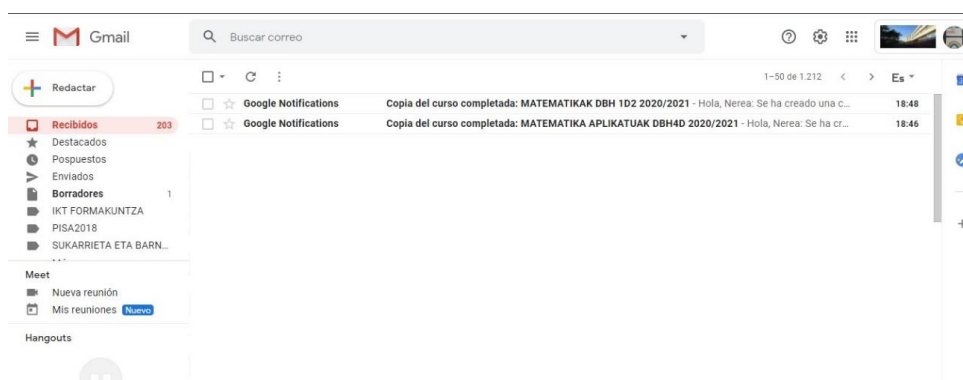 Gmail
Buscar correo
Redactar
1–50 de 1.212
Es
Google Notifications Copia del curso completada: MATEMATIKAK DBH 1D2 2020/2021 - Hola, Nerea: Se ha creado una c... 18:48
Google Notifications Copia del curso completada: MATEMATIKA APLIKATUAK DBH4D 2020/2021 - Hola, Nerea: Se ha cr... 18:46
Recibidos 203
Destacados
Pospuestos
Enviados
Borradores 1
IKT FORMAKUNTZA
PISA2018
SUKARRIETA ETA BARN...
Meet
Nueva reunión
Mis reuniones Nuevo
Hangouts